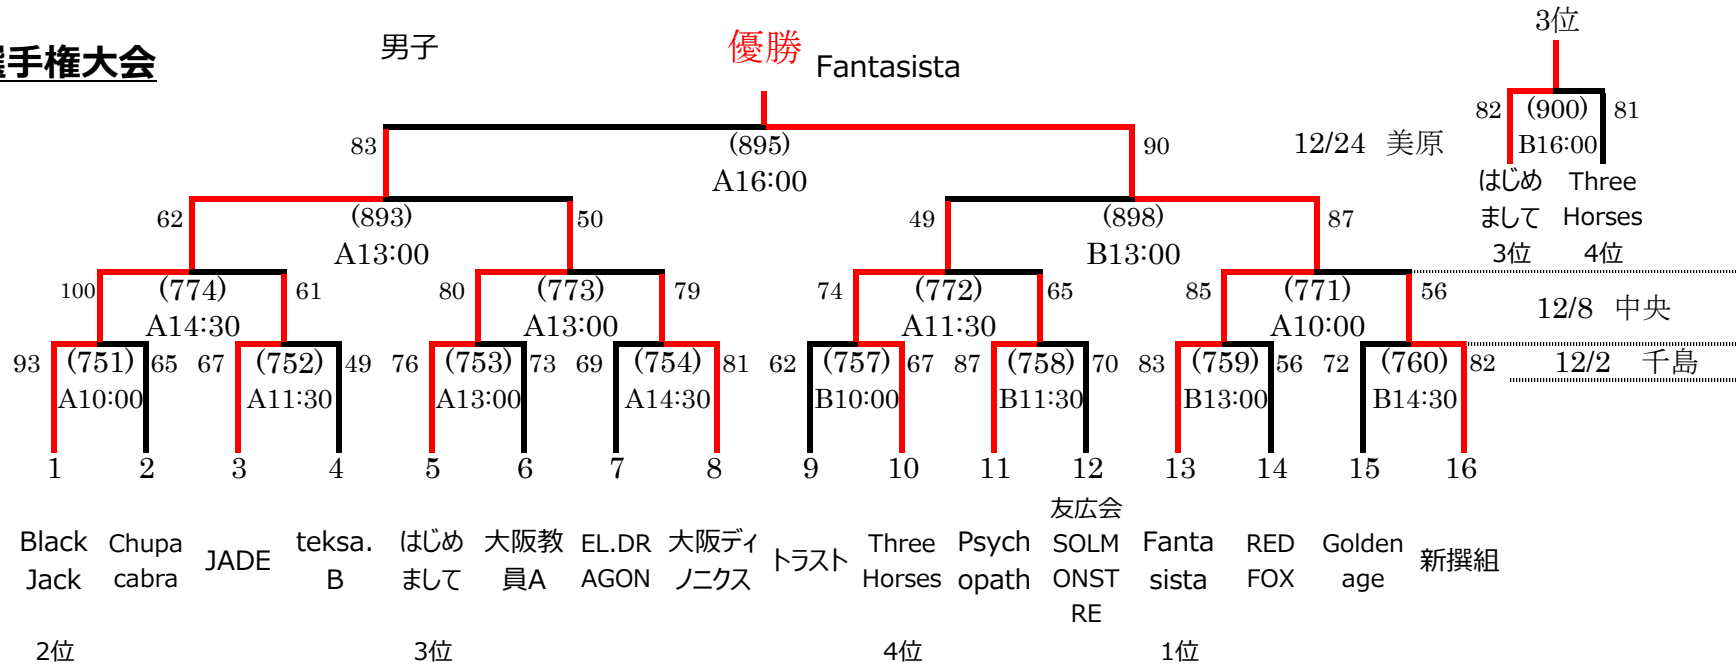 3位
選手権大会 男子 優勝 Fantasista
83 (895) 90 12/24 美原 82 (900) 81
A16:00 B16:00
はじめ Three
まして Horses
3位 4位
62 (893) 50 49 (898) 87
A13:00 B13:00
100 (774) 61 80 (773) 79 74 (772) 65 85 (771) 56
A14:30 A13:00 A11:30 A10:00 12/8 中央
93 (751) 65 67 (752) 49 76 (753) 73 69 (754) 81 62 (757) 67 87 (758) 70 83 (759) 56 72 (760) 82 12/2 千島
A10:00 A11:30 A13:00 A14:30 B10:00 B11:30 B13:00 B14:30
1 2 3 4 5 6 7 8 9 10 11 12 13 14 15 16
Black
Jack
Chupa
cabra
JADE
teksa.
B
はじめ
まして
大阪教
員A
EL.DR
AGON
大阪ディ
ノニクス
トラスト
Three
Horses
Psych
opath
友広会
SOLM
ONST
RE
Fanta
sista
RED
FOX
Golden
age
新撰組
2位 3位 4位 1位